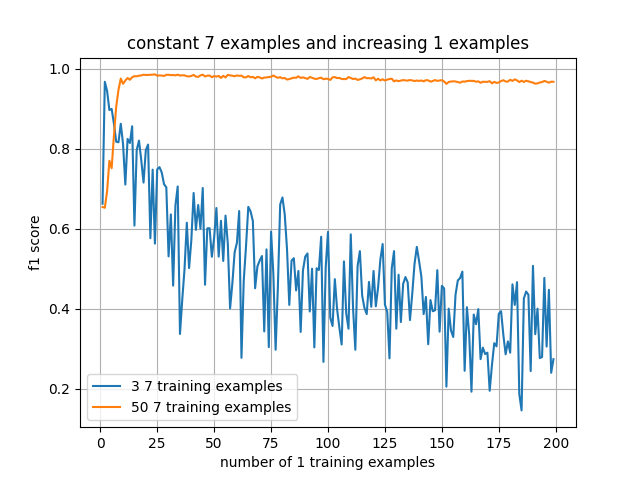 constant 7 examples and increasing 1 examples
1.0
0.8
0.6
0.4
0.2
f1 score
3 7 training examples
50 7 training examples
0 25 50 75 100 125 150 175 200
number of 1 training examples